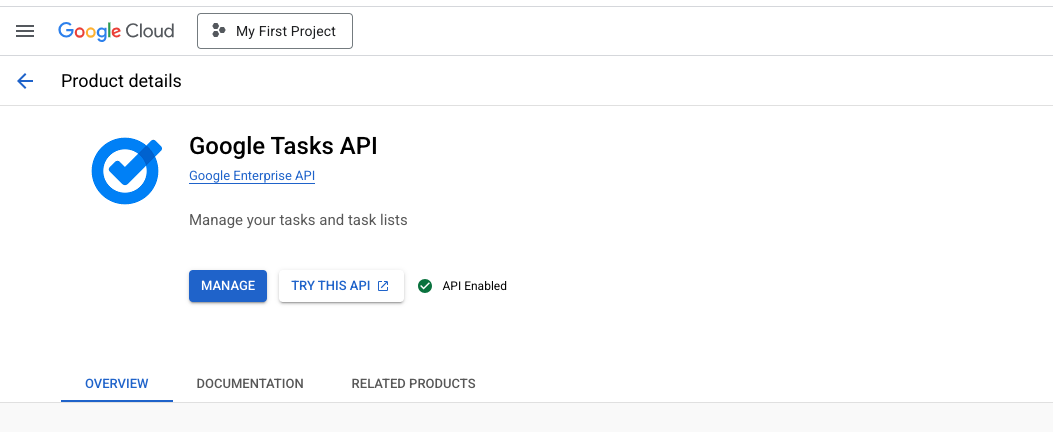 Google Cloud
My First Project
Product details
Google Tasks API
Google Enterprise API
Manage your tasks and task lists
MANAGE
TRY THIS API
API Enabled
OVERVIEW
DOCUMENTATION
RELATED PRODUCTS